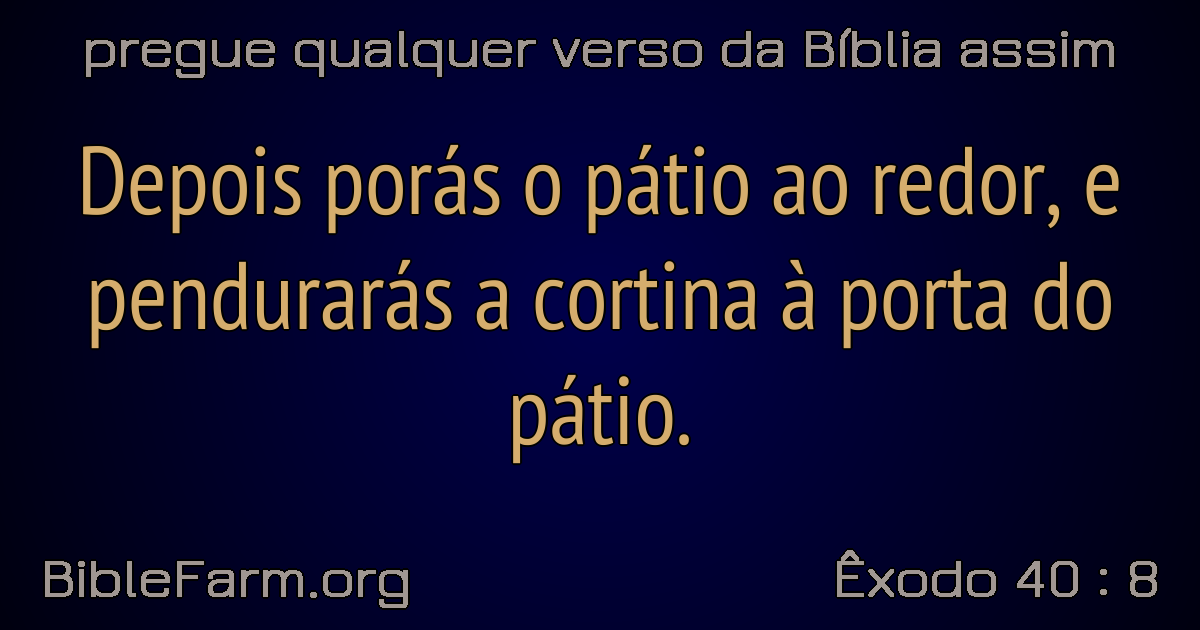 pregue qualquer verso da Bíblia assim
Depois porás o pátio ao redor, e
pendurarás a cortina à porta do
pátio.
BibleFarm.org
Êxodo 40 : 8